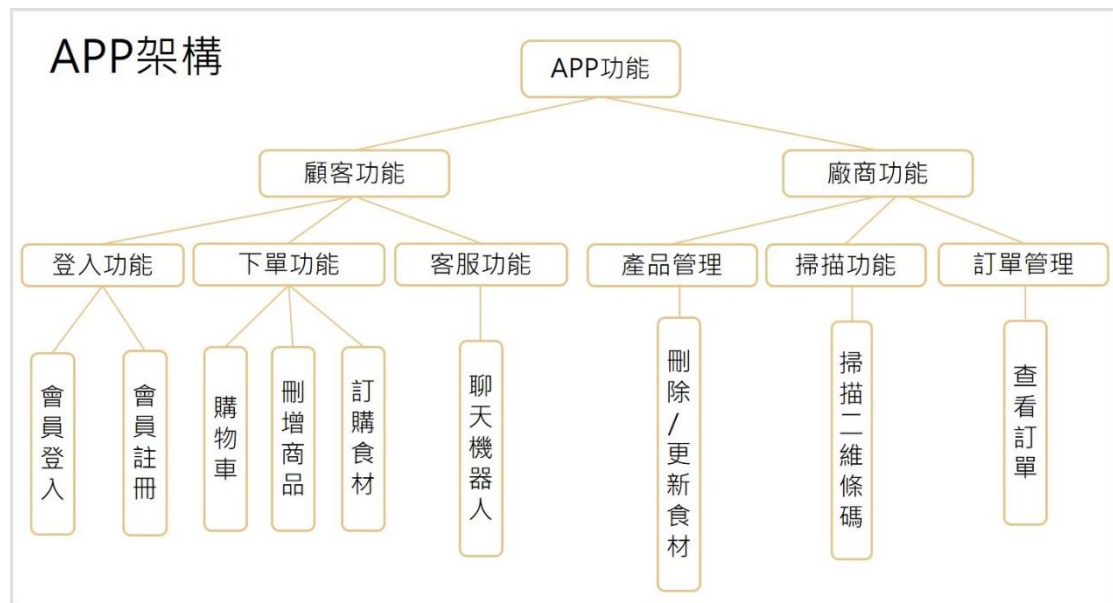 APP架構
APP功能
顧客功能
廠商功能
登入功能
下單功能
客服功能
產品管理
掃描功能
訂單管理
會員登入
會員註冊
購物車
刪增商品
訂購食材
聊天機器人
刪除/更新食材
掃描二維條碼
查看訂單